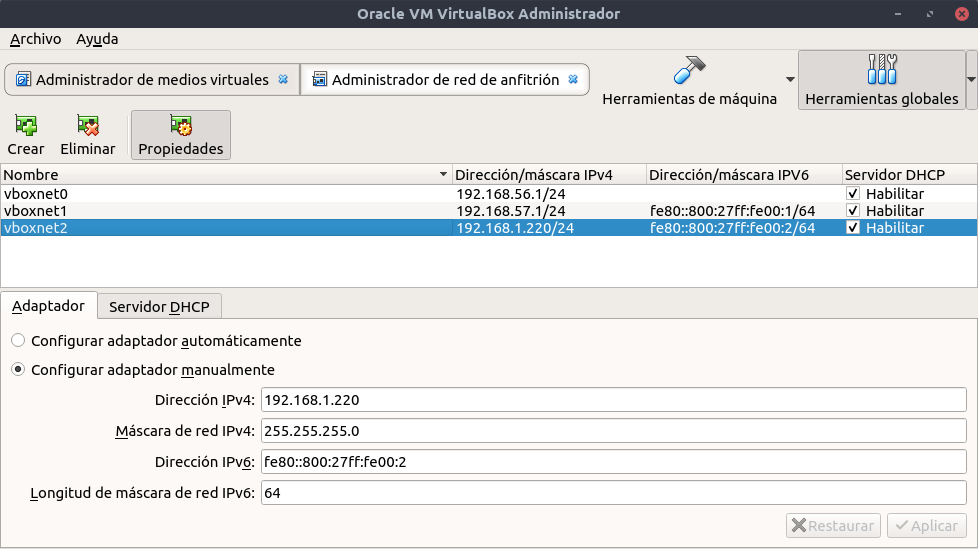 Oracle VM VirtualBox Administrador
Archivo Ayuda
Administrador de medios virtuales Administrador de red de anfitrión Herramientas de máquina Herramientas globales
Crear Eliminar Propiedades
Nombre Dirección/máscara IPv4 Dirección/máscara IPV6 Servidor DHCP
vboxnet0 192.168.56.1/24 Habilitar
vboxnet1 192.168.57.1/24 fe80::800:27ff:fe00:1/64 Habilitar
vboxnet2 192.168.1.220/24 fe80::800:27ff:fe00:2/64 Habilitar
Adaptador Servidor DHCP
Configurar adaptador automáticamente
Configurar adaptador manualmente
Dirección IPv4: 192.168.1.220
Máscara de red IPv4: 255.255.255.0
Dirección IPv6: fe80::800:27ff:fe00:2
Longitud de máscara de red IPv6: 64
Restaurar Aplicar